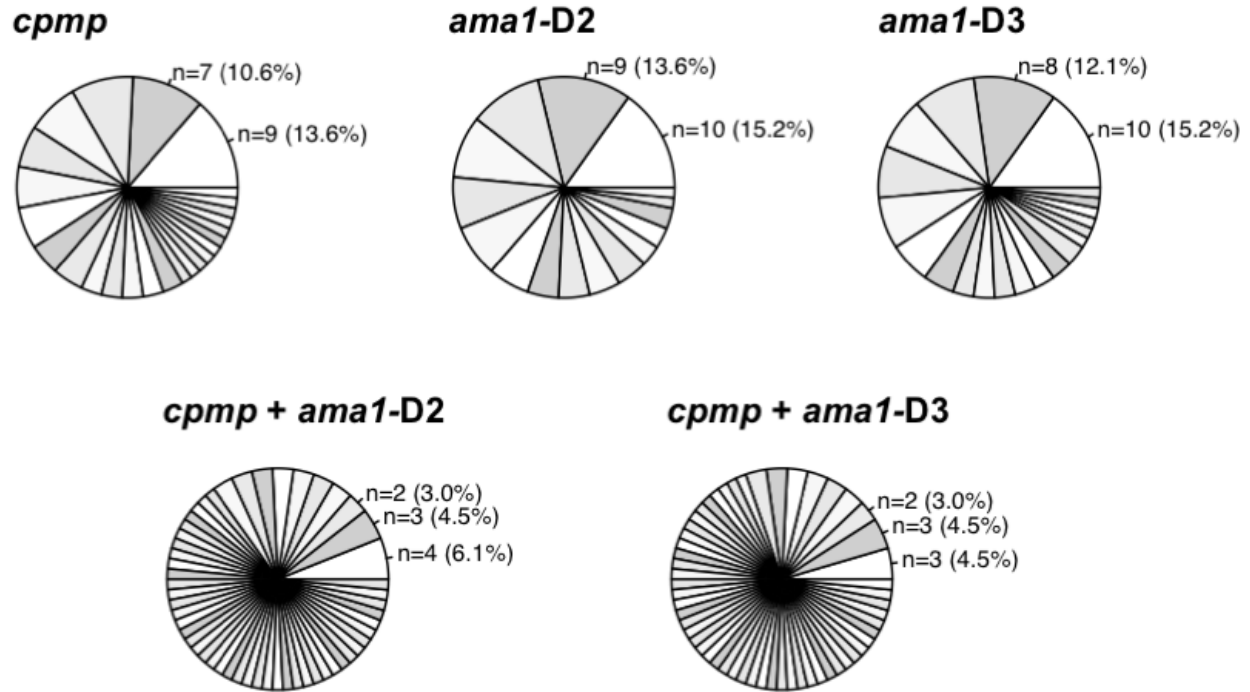 cpmp
ama1-D2
ama1-D3
n=7 (10.6%)
n=9 (13.6%)
n=9 (13.6%)
n=10 (15.2%)
n=8 (12.1%)
n=10 (15.2%)
cpmp + ama1-D2
cpmp + ama1-D3
n=2 (3.0%)
n=3 (4.5%)
n=4 (6.1%)
n=2 (3.0%)
n=3 (4.5%)
n=3 (4.5%)